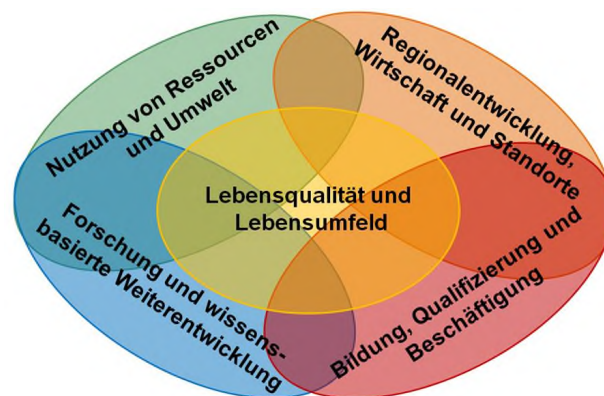 Nutzung von Ressourcen
und Umwelt
Regionalentwicklung,
Wirtschaft und Standorte
Lebensqualität und
Lebensumfeld
Forschung und wissens-
basierte Weiterentwicklung
Bildung, Qualifizierung und
Beschäftigung